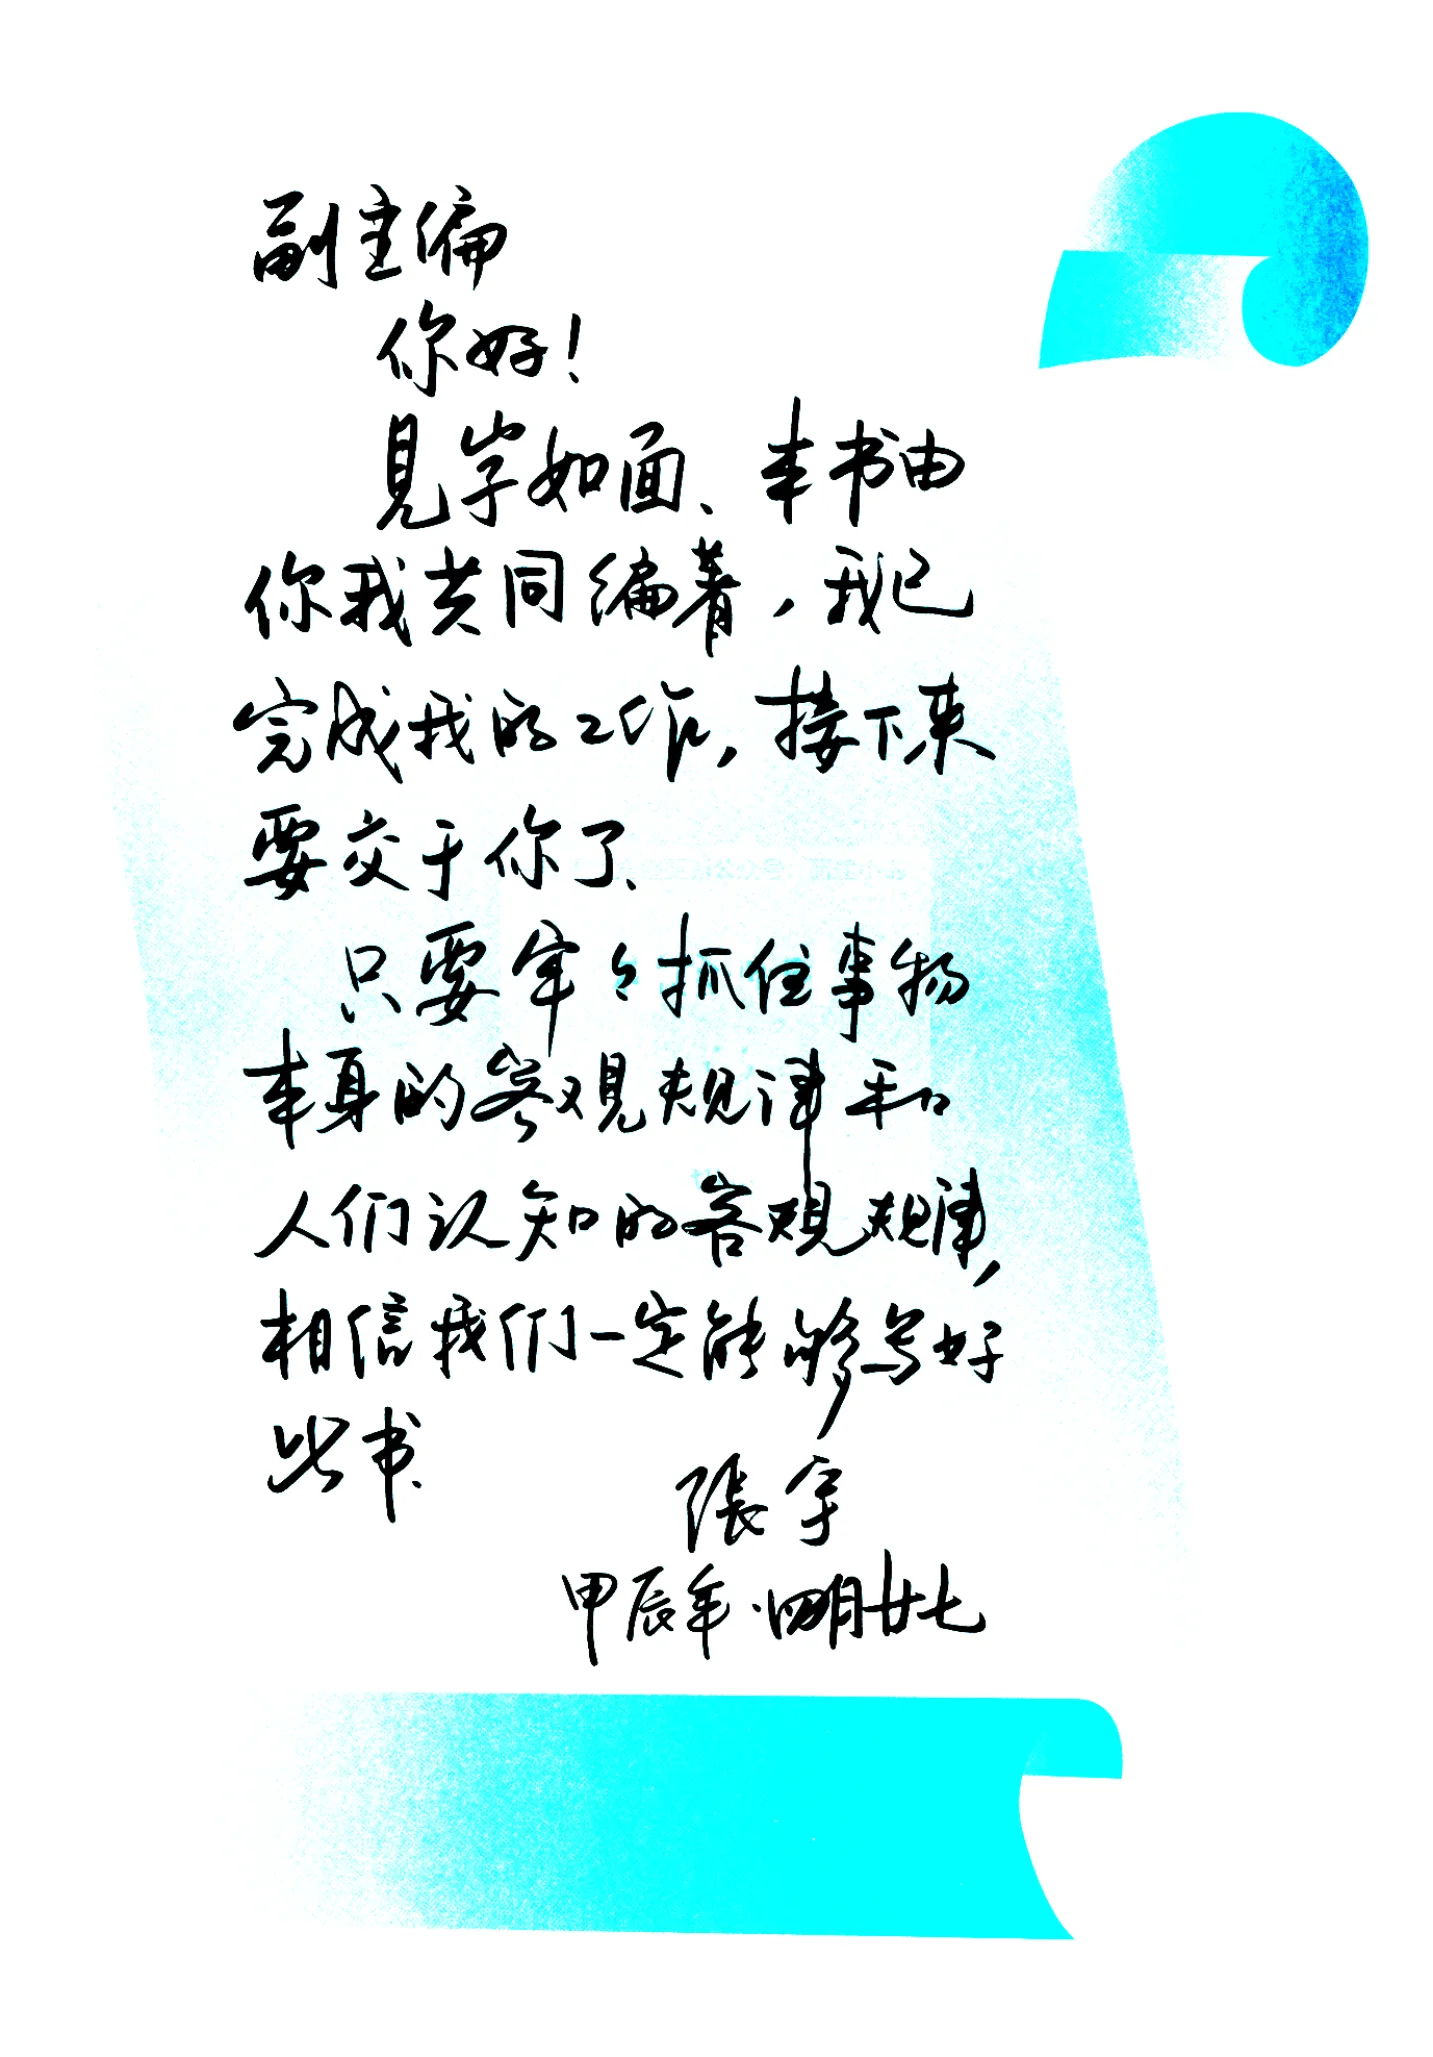 副主编
你好！
見字如面、本书由
你我共同编著，我已
完成我的工作，接下来
要交于你了、
只要牢々抓住事物
本身的客观规律和
人们认知的客观规律，
相信我们一定能够写好
此书、
張宇
甲辰年·四月廿七